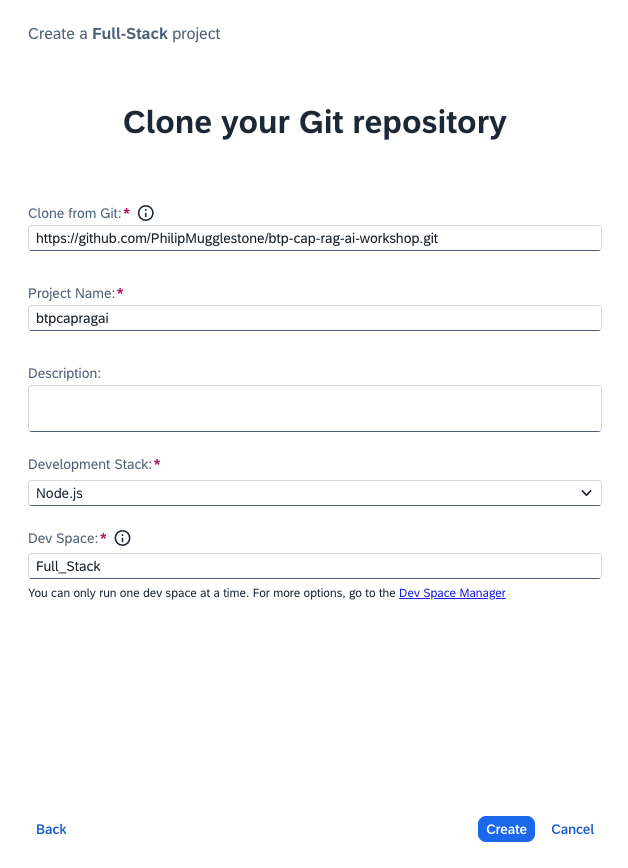 Create a Full-Stack project
Clone your Git repository
Clone from Git:*
https://github.com/PhilipMugglestone/btp-cap-rag-ai-workshop.git
Project Name:*
btpcapragai
Description:
Development Stack:*
Node.js
Dev Space:*
Full_Stack
You can only run one dev space at a time. For more options, go to the Dev Space Manager
Back Create Cancel